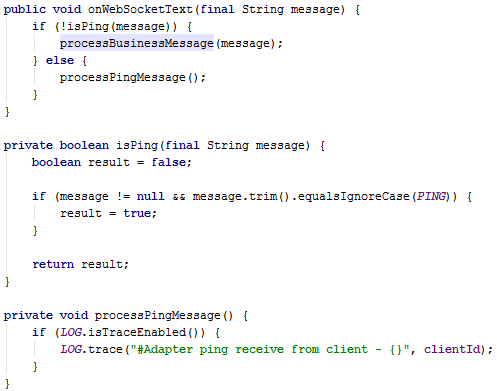 public void onWebSocketText(final String message) {
    if (!isPing(message)) {
        processBusinessMessage(message);
    } else {
        processPingMessage();
    }
}

private boolean isPing(final String message) {
    boolean result = false;

    if (message != null && message.trim().equalsIgnoreCase(PING)) {
        result = true;
    }

    return result;
}

private void processPingMessage() {
    if (LOG.isTraceEnabled()) {
        LOG.trace("#Adapter ping receive from client - {}", clientId);
    }
}